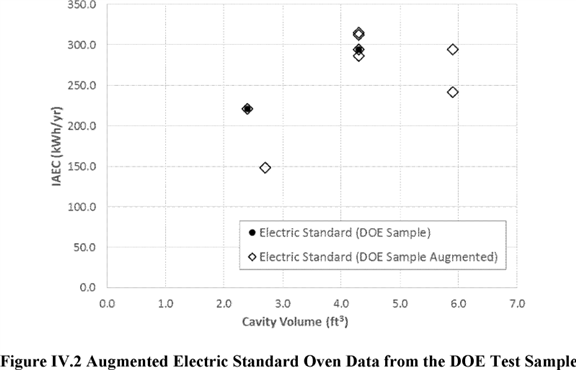 350.0
300.0
250.0
200.0
150.0
100.0
50.0
0.0
IAEC (kWh/yr)
Electric Standard (DOE Sample)
Electric Standard (DOE Sample Augmented)
0.0 1.0 2.0 3.0 4.0 5.0 6.0 7.0
Cavity Volume (ft³)
Figure IV.2 Augmented Electric Standard Oven Data from the DOE Test Sample